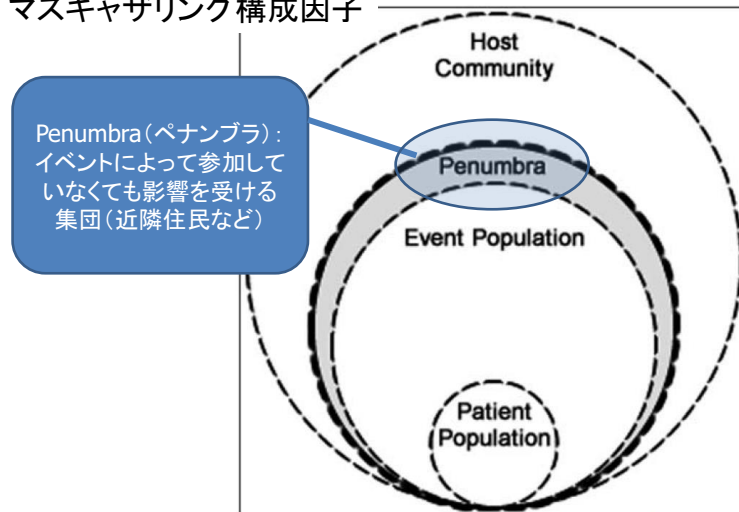 マスギャザリング構成因子
Host
Community
Penumbra(ペナンブラ):
イベントによって参加して
いなくても影響を受ける
集団(近隣住民など)
Penumbra
Event Population
Patient
Population